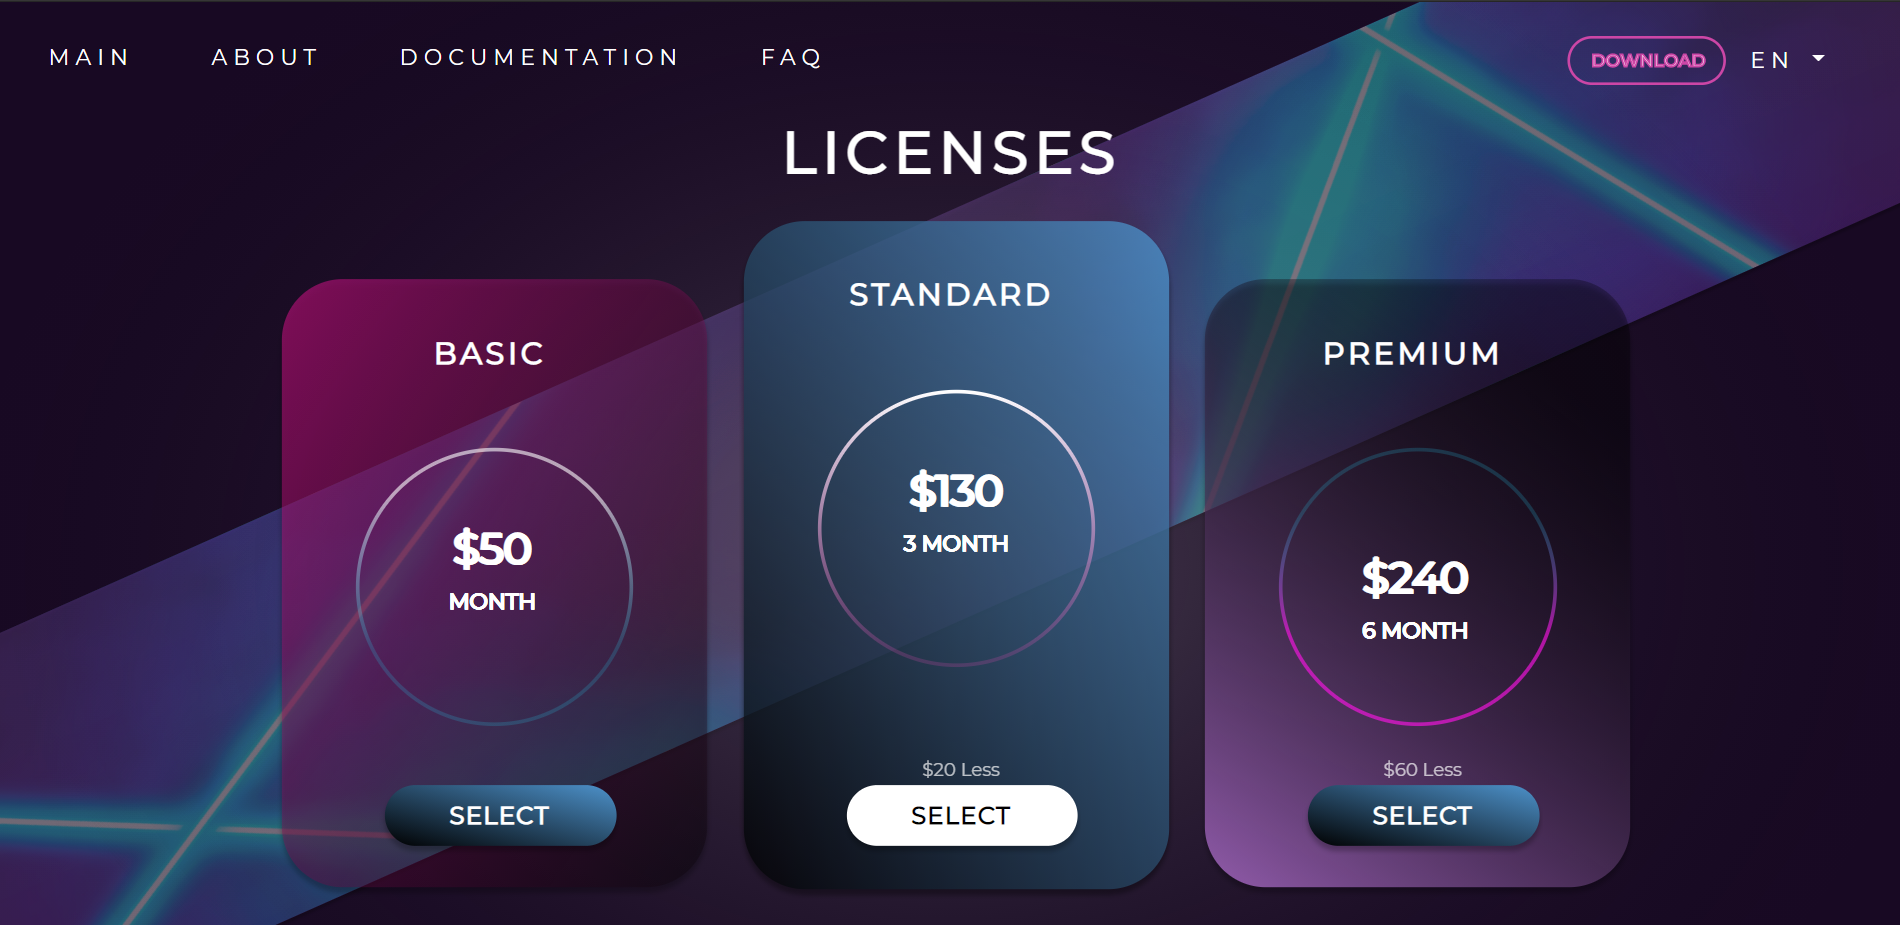 MAIN ABOUT DOCUMENTATION FAQ DOWNLOAD EN
LICENSES
BASIC
$50
MONTH
SELECT
STANDARD
$130
3 MONTH
$20 Less
SELECT
PREMIUM
$240
6 MONTH
$60 Less
SELECT